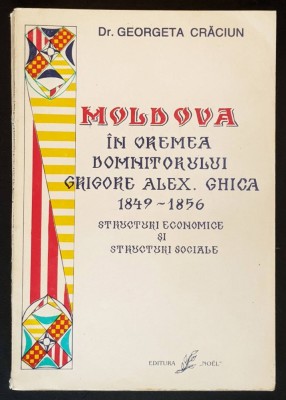 Dr. GEORGETA CRĂCIUN
MOLDOVA
ÎN VREMEA
DOMNITORULUI
GRIGORE ALEX. GHICA
1849-1856
STRUCTURI ECONOMICE
ŞI
STRUCTURI SOCIALE
EDITURA "NOËL"